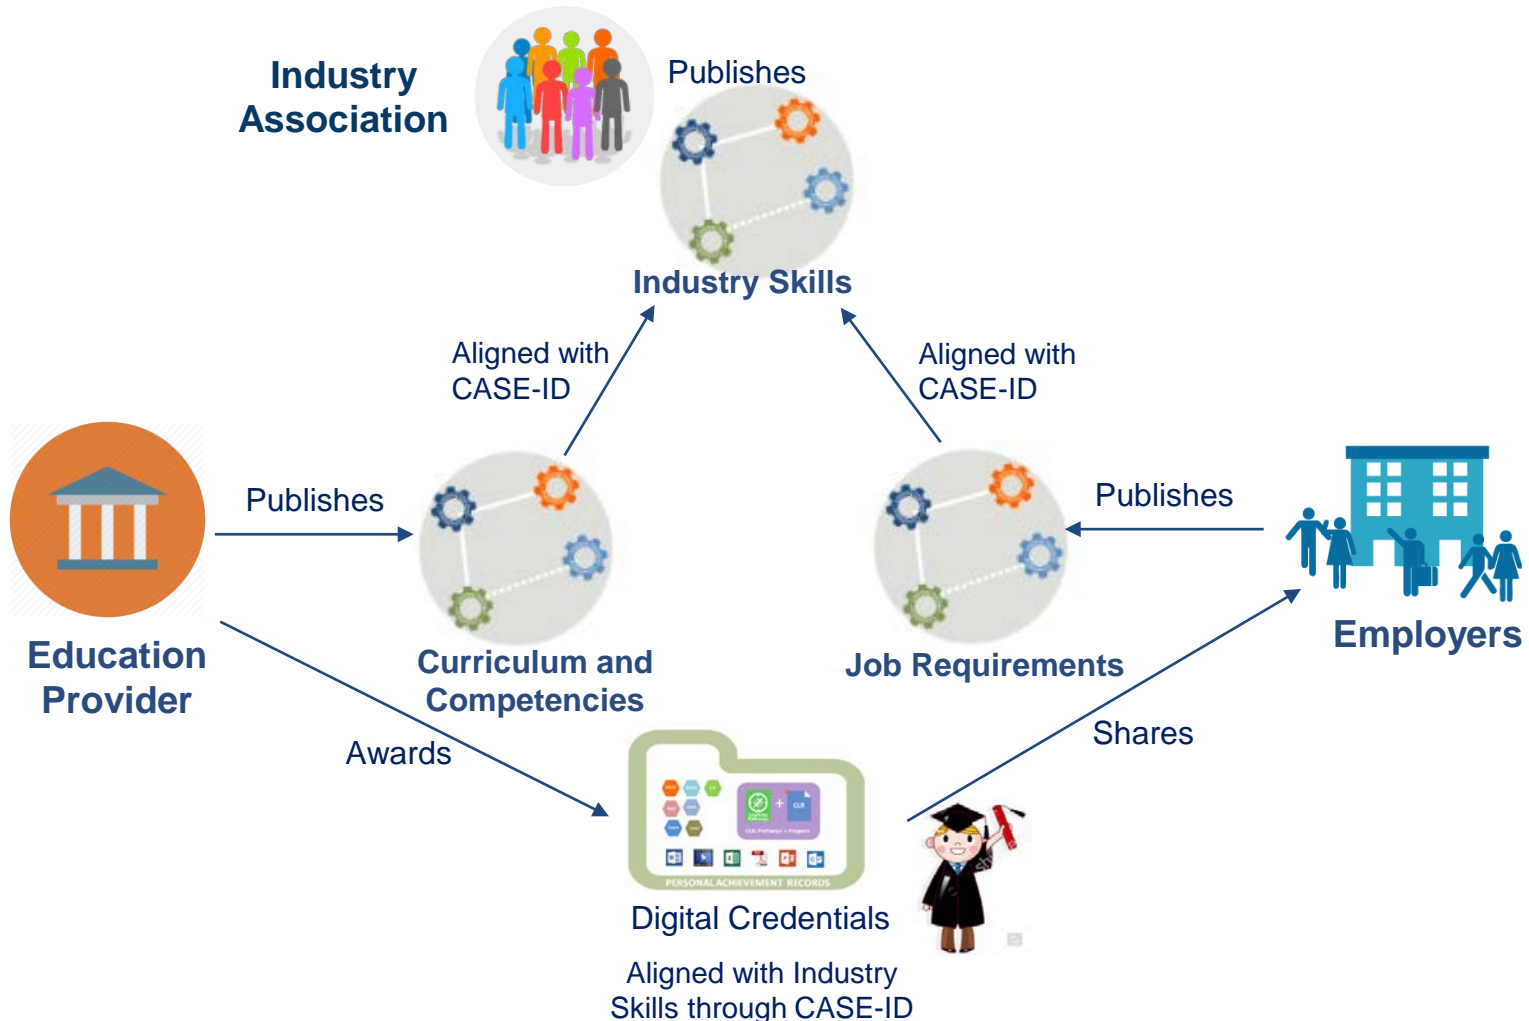 Industry
Association
Publishes
Industry Skills
Aligned with
CASE-ID
Aligned with
CASE-ID
Publishes
Publishes
Education
Provider
Curriculum and
Competencies
Job Requirements
Employers
Awards
Shares
CLR
PERSONAL ACHIEVEMENT RECORDS
Digital Credentials
Aligned with Industry
Skills through CASE-ID